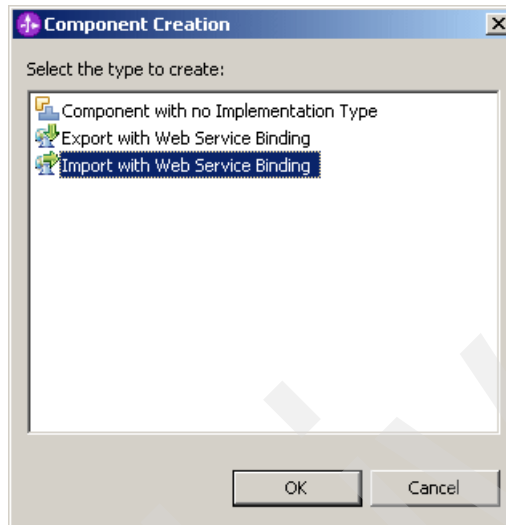 Component Creation
Select the type to create:
Component with no Implementation Type
Export with Web Service Binding
Import with Web Service Binding
OK
Cancel